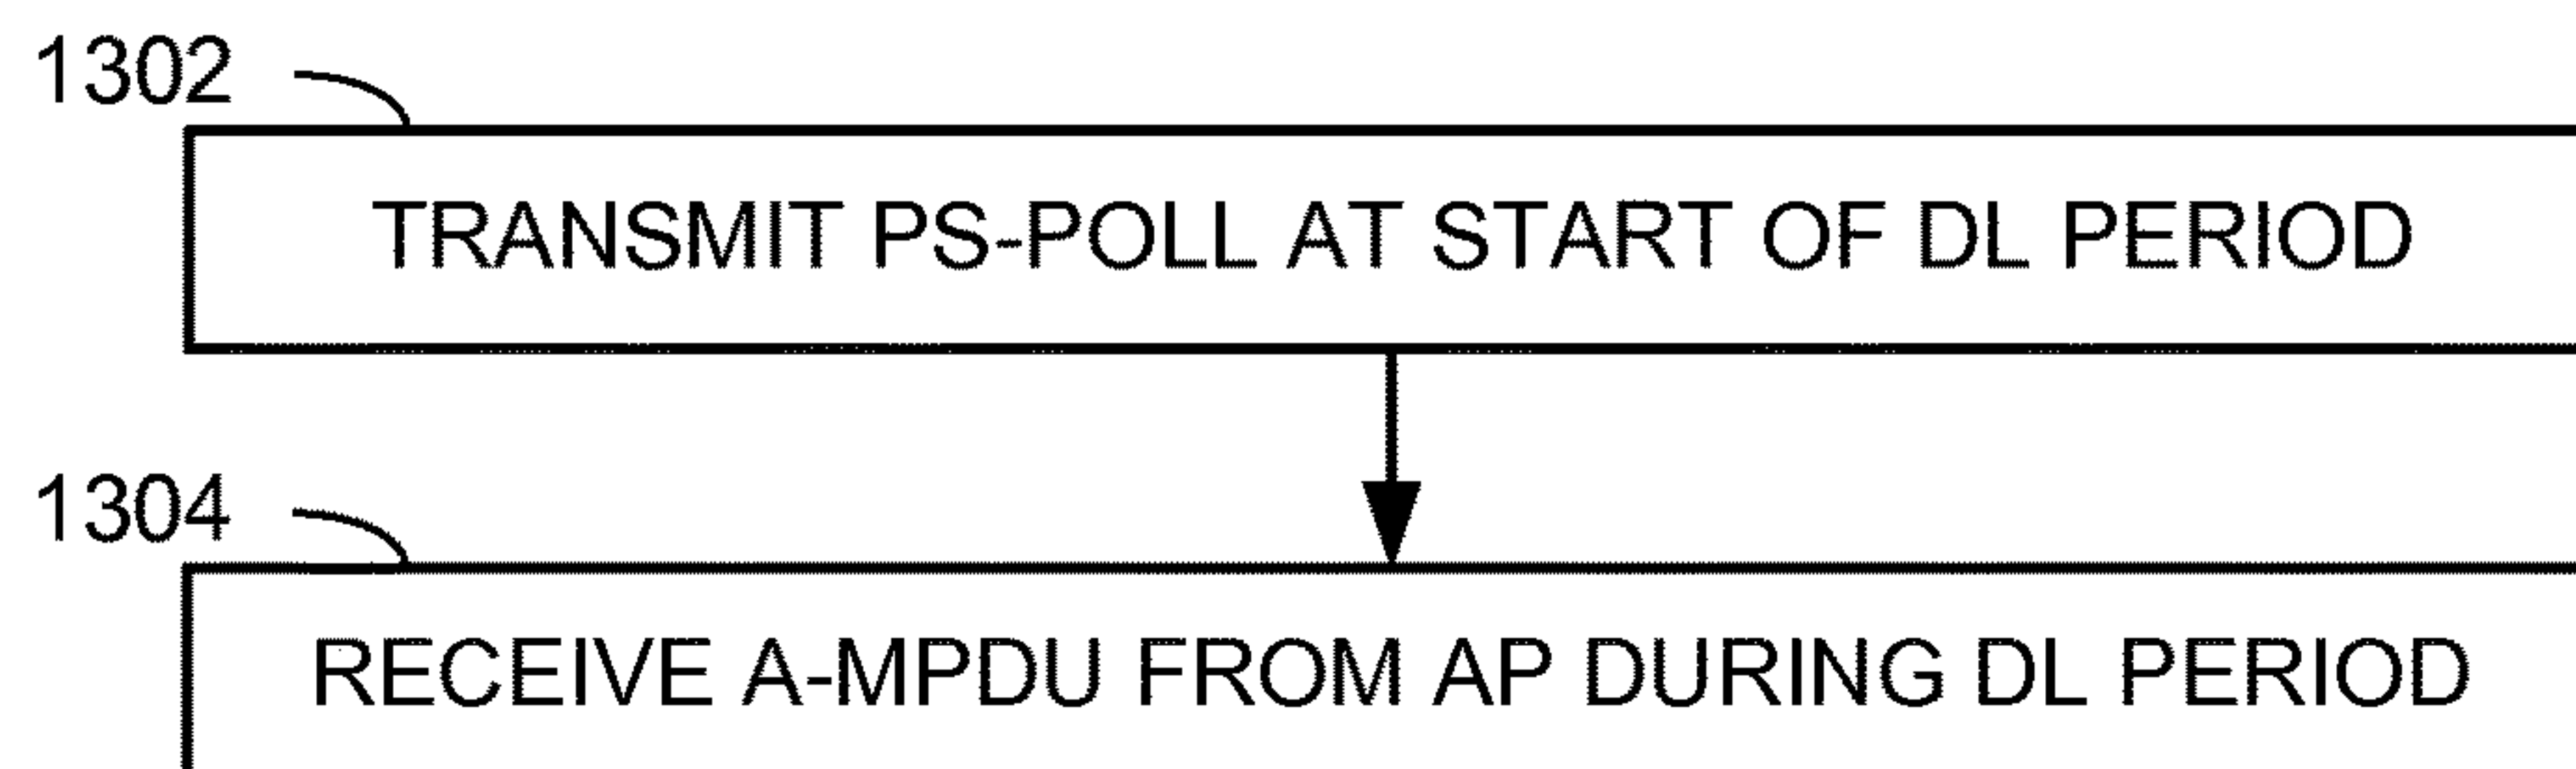 1302
TRANSMIT PS-POLL AT START OF DL PERIOD
1304
RECEIVE A-MPDU FROM AP DURING DL PERIOD